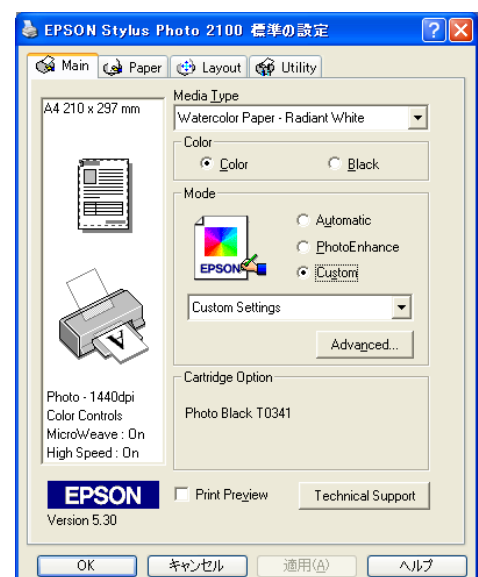 EPSON Stylus Photo 2100 標準の設定
Main Paper Layout Utility
A4 210 x 297 mm
Media Type
Watercolor Paper - Radiant White
Color
Color Black
Mode
EPSON
Automatic
PhotoEnhance
Custom
Custom Settings
Advanced...
Cartridge Option
Photo Black T0341
Photo - 1440dpi
Color Controls
MicroWeave : On
High Speed : On
EPSON
Version 5.30
Print Preview Technical Support
OK キャンセル 適用(A) ヘルプ